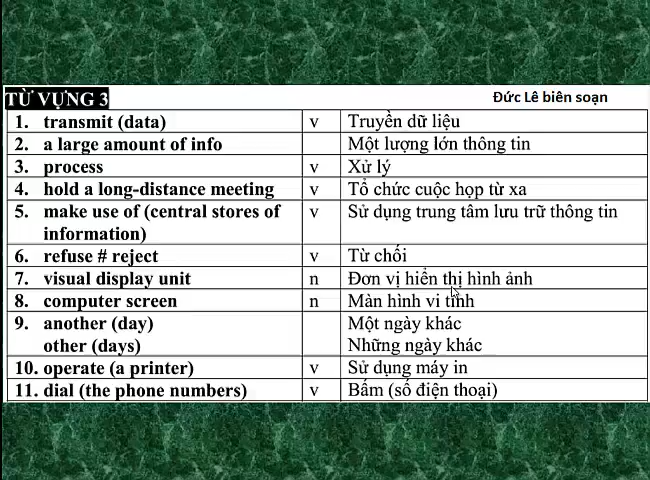 TỪ VỰNG 3 Đức Lê biên soạn
1. transmit (data) v Truyền dữ liệu
2. a large amount of info Một lượng lớn thông tin
3. process v Xử lý
4. hold a long-distance meeting v Tổ chức cuộc họp từ xa
5. make use of (central stores of v Sử dụng trung tâm lưu trữ thông tin
information)
6. refuse # reject v Từ chối
7. visual display unit n Đơn vị hiển thị hình ảnh
8. computer screen n Màn hình vi tính
9. another (day) Một ngày khác
other (days) Những ngày khác
10. operate (a printer) v Sử dụng máy in
11. dial (the phone numbers) v Bấm (số điện thoại)